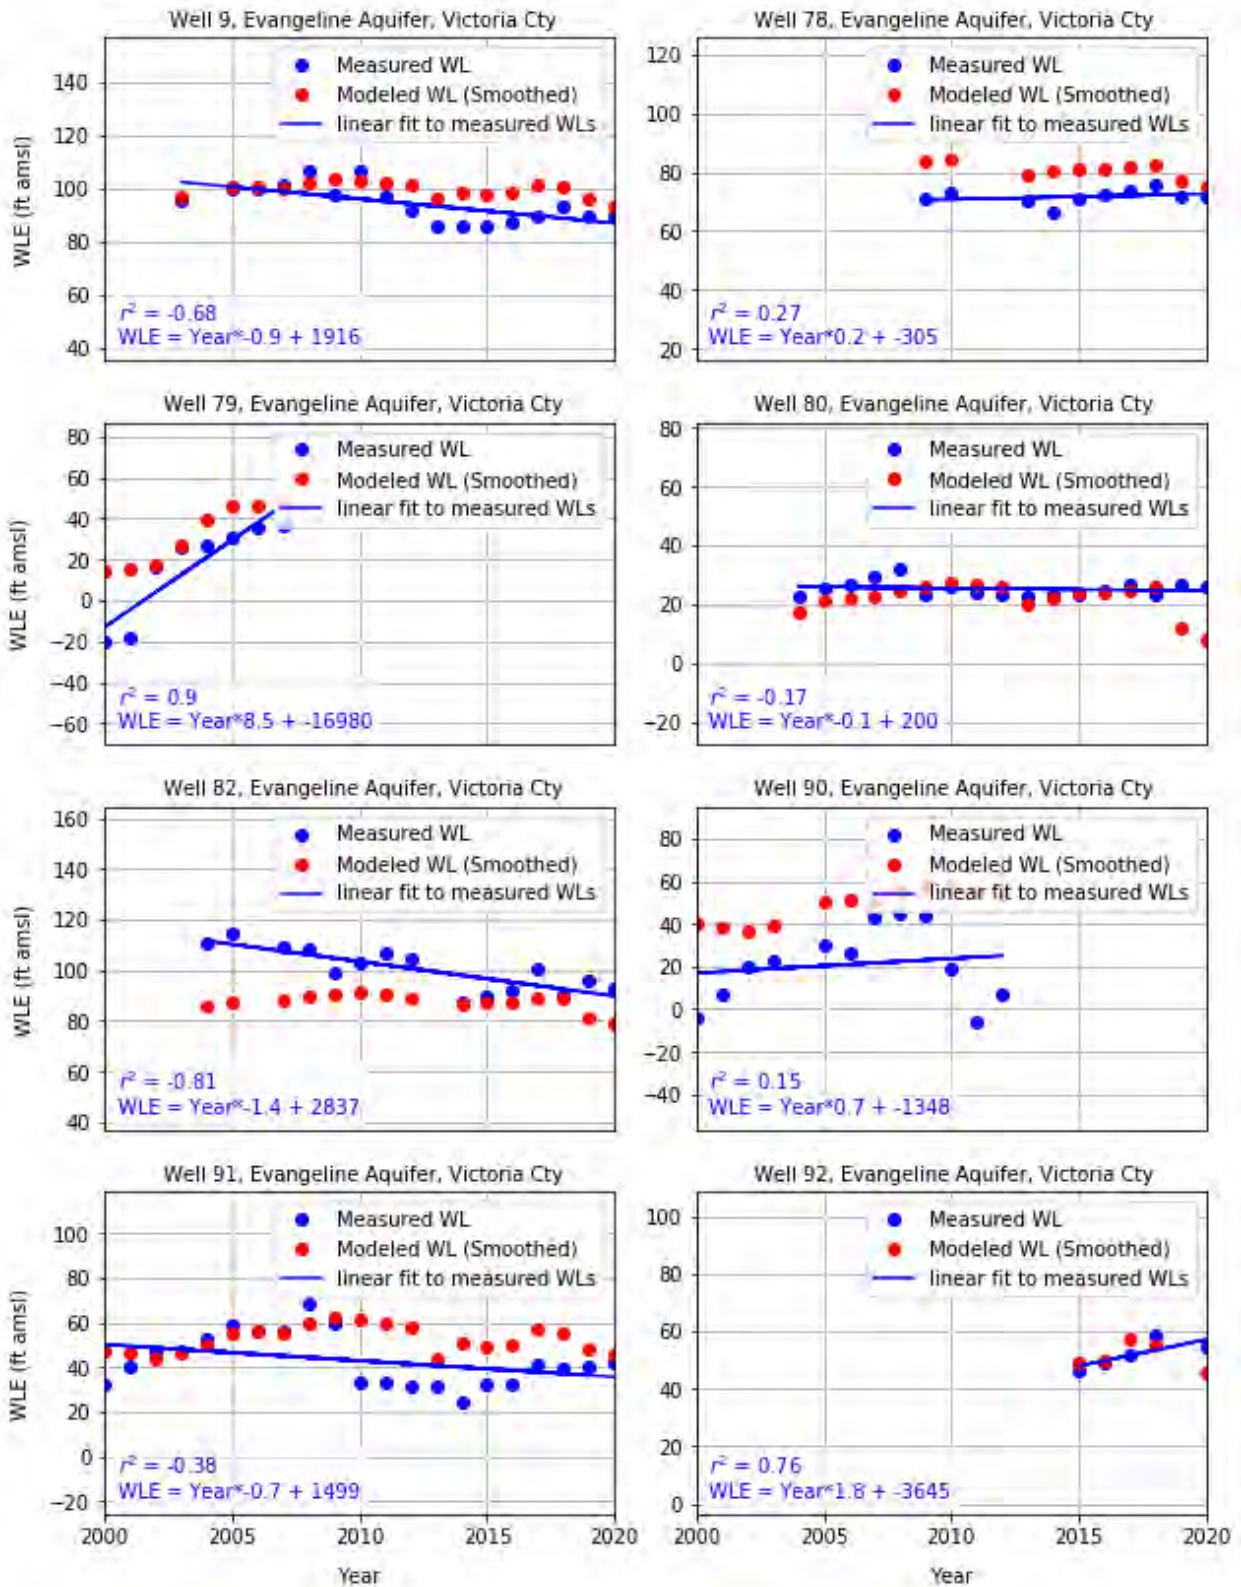 Well 9, Evangeline Aquifer, Victoria Cty
WLE (ft amsl)
140
120
100
80
60
40
Measured WL
Modeled WL (Smoothed)
linear fit to measured WLs
r² = -0.68
WLE = Year*-0.9 + 1916
Well 78, Evangeline Aquifer, Victoria Cty
120
100
80
60
40
20
Measured WL
Modeled WL (Smoothed)
linear fit to measured WLs
r² = 0.27
WLE = Year*0.2 + -305
Well 79, Evangeline Aquifer, Victoria Cty
WLE (ft amsl)
80
60
40
20
0
−20
−40
−60
Measured WL
Modeled WL (Smoothed)
linear fit to measured WLs
r² = 0.9
WLE = Year*8.5 + -16980
Well 80, Evangeline Aquifer, Victoria Cty
80
60
40
20
0
−20
Measured WL
Modeled WL (Smoothed)
linear fit to measured WLs
r² = -0.17
WLE = Year*-0.1 + 200
Well 82, Evangeline Aquifer, Victoria Cty
WLE (ft amsl)
160
140
120
100
80
60
40
Measured WL
Modeled WL (Smoothed)
linear fit to measured WLs
r² = -0.81
WLE = Year*-1.4 + 2837
Well 90, Evangeline Aquifer, Victoria Cty
80
60
40
20
0
−20
−40
Measured WL
Modeled WL (Smoothed)
linear fit to measured WLs
r² = 0.15
WLE = Year*0.7 + -1348
Well 91, Evangeline Aquifer, Victoria Cty
WLE (ft amsl)
100
80
60
40
20
0
−20
Measured WL
Modeled WL (Smoothed)
linear fit to measured WLs
r² = -0.38
WLE = Year*-0.7 + 1499
2000 2005 2010 2015 2020
Year
Well 92, Evangeline Aquifer, Victoria Cty
100
80
60
40
20
0
Measured WL
Modeled WL (Smoothed)
linear fit to measured WLs
r² = 0.76
WLE = Year*1.8 + -3645
2000 2005 2010 2015 2020
Year